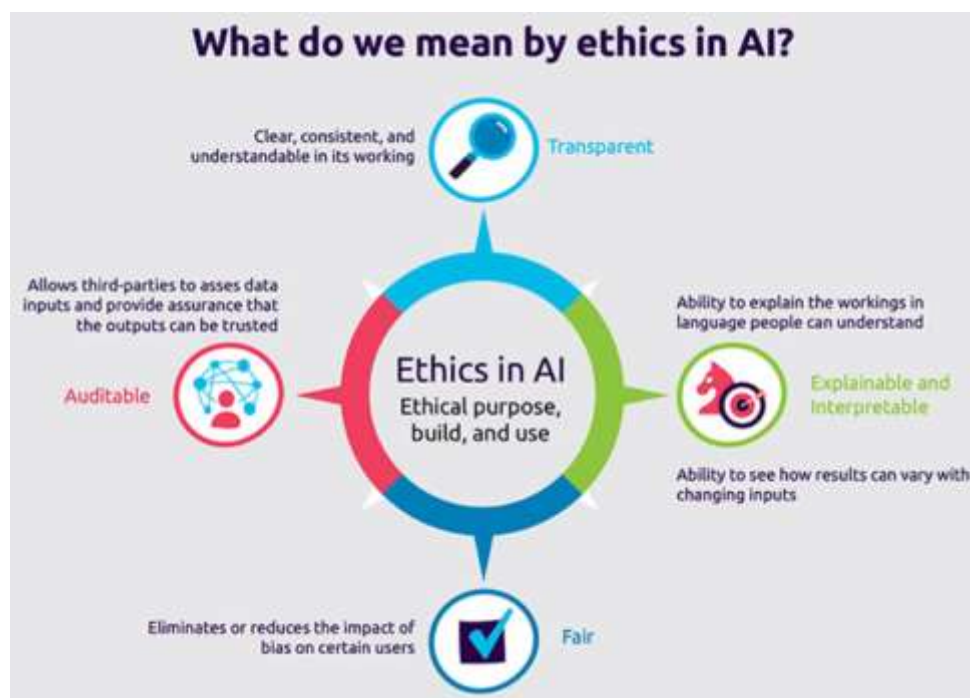 What do we mean by ethics in AI?
Clear, consistent, and
understandable in its working
Transparent
Allows third-parties to asses data
inputs and provide assurance that
the outputs can be trusted
Auditable
Ethics in AI
Ethical purpose,
build, and use
Ability to explain the workings in
language people can understand
Explainable and
Interpretable
Ability to see how results can vary with
changing inputs
Eliminates or reduces the impact of
bias on certain users
Fair